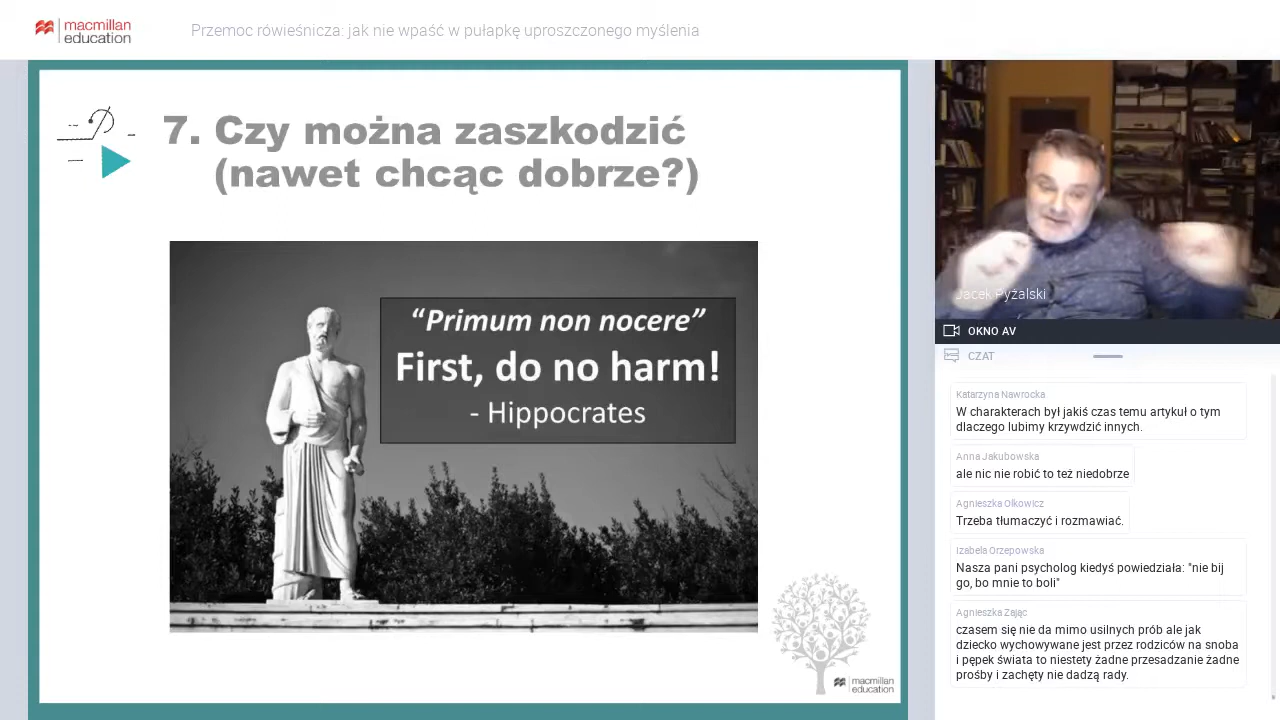 macmillan
education
Przemoc rówieśnicza: jak nie wpaść w pułapkę uproszczonego myślenia
7. Czy można zaszkodzić
(nawet chcąc dobrze?)
“Primum non nocere”
First, do no harm!
- Hippocrates
macmillan
education
Jacek Pyżalski
OKNO AV
CZAT
Katarzyna Nawrocka
W charakterach był jakiś czas temu artykuł o tym
dlaczego lubimy krzywdzić innych.
Anna Jakubowska
ale nic nie robić to też niedobrze
Agnieszka Olkowicz
Trzeba tłumaczyć i rozmawiać.
Izabela Orzepowska
Nasza pani psycholog kiedyś powiedziała: "nie bij
go, bo mnie to boli"
Agnieszka Zając
czasem się nie da mimo usilnych prób ale jak
dziecko wychowywane jest przez rodziców na snoba
i pępek świata to niestety żadne przesadzanie żadne
prośby i zachęty nie dadzą rady.